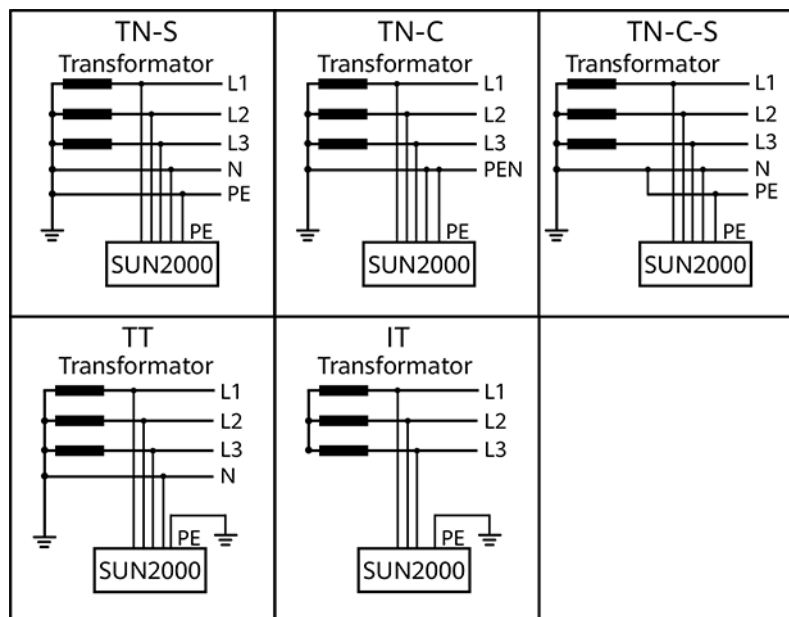 TN-S
Transformator
L1
L2
L3
N
PE
PE
SUN2000
TN-C
Transformator
L1
L2
L3
PEN
PE
SUN2000
TN-C-S
Transformator
L1
L2
L3
N
PE
PE
SUN2000
TT
Transformator
L1
L2
L3
N
PE
SUN2000
IT
Transformator
L1
L2
L3
PE
SUN2000